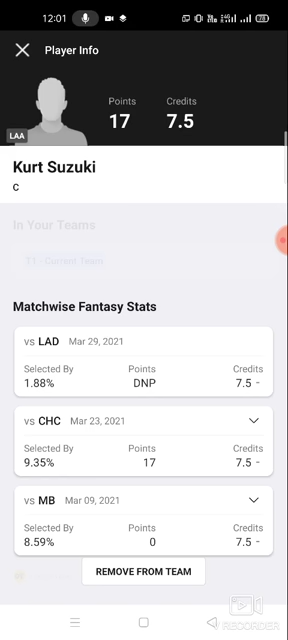 12:01 78
Player Info
Points Credits
17 7.5
LAA
Kurt Suzuki
C
In Your Teams
T1 - Current Team
Matchwise Fantasy Stats
vs LAD Mar 29, 2021
Selected By Points Credits
1.88% DNP 7.5 -
vs CHC Mar 23, 2021
Selected By Points Credits
9.35% 17 7.5 -
vs MB Mar 09, 2021
Selected By Points Credits
8.59% 0 7.5 -
REMOVE FROM TEAM
RECORDER